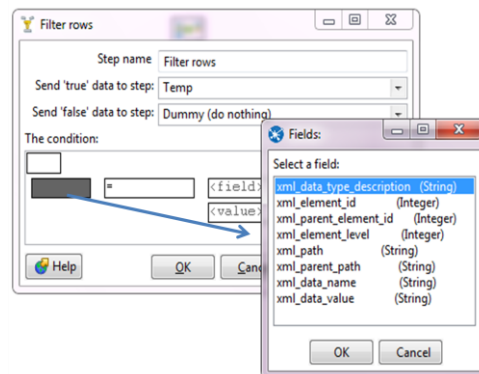 Filter rows
Step name Filter rows
Send 'true' data to step: Temp
Send 'false' data to step: Dummy (do nothing)
The condition:
= <field>
<value>
Help OK Canc
Fields:
Select a field:
xml_data_type_description (String)
xml_element_id (Integer)
xml_parent_element_id (Integer)
xml_element_level (Integer)
xml_path (String)
xml_parent_path (String)
xml_data_name (String)
xml_data_value (String)
OK Cancel